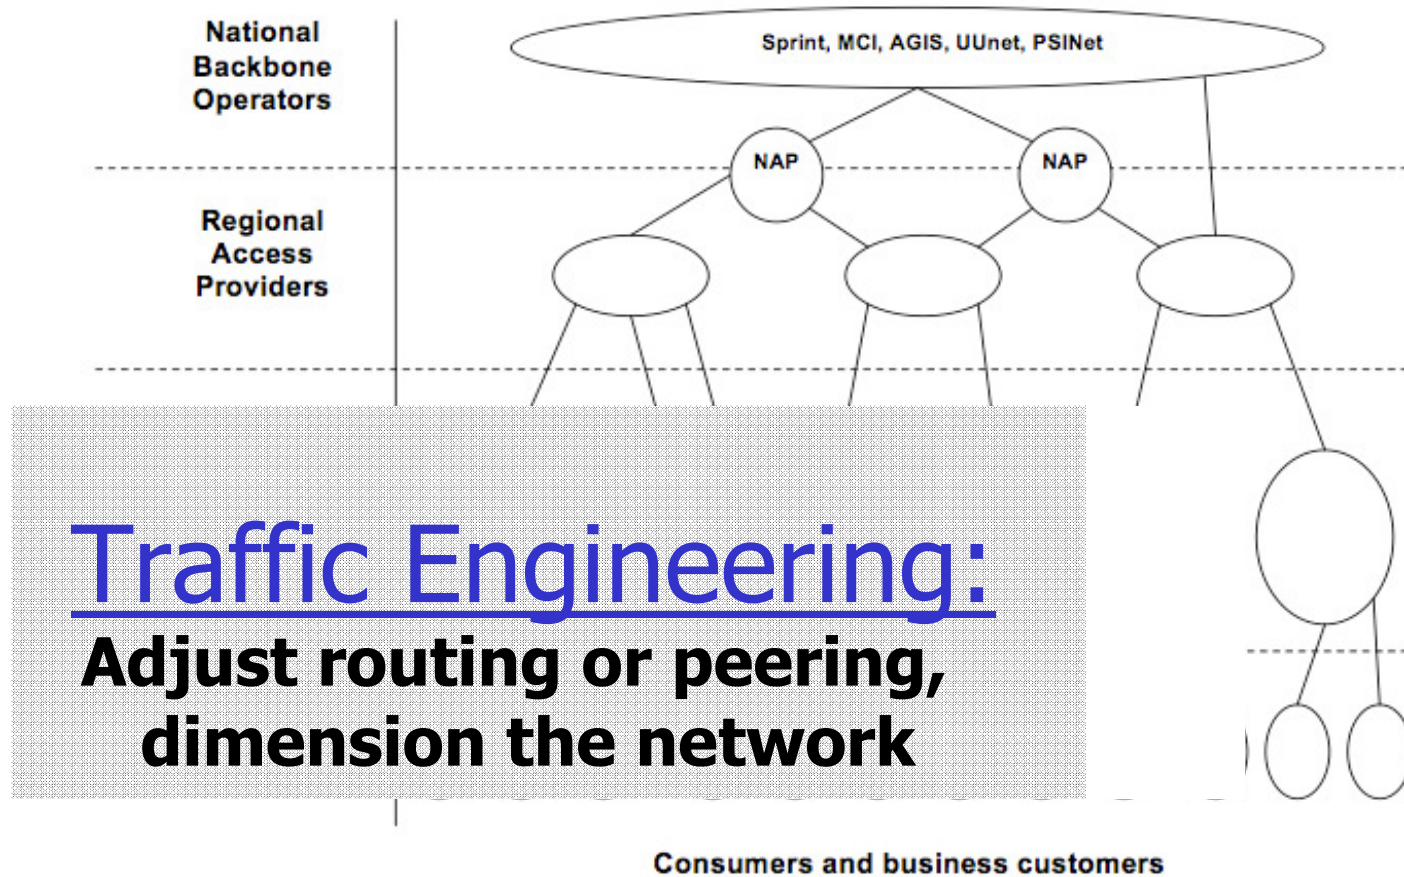 National
Backbone
Operators
Sprint, MCI, AGIS, UUnet, PSINet
NAP
NAP
Regional
Access
Providers
Traffic Engineering:
Adjust routing or peering,
dimension the network
Consumers and business customers